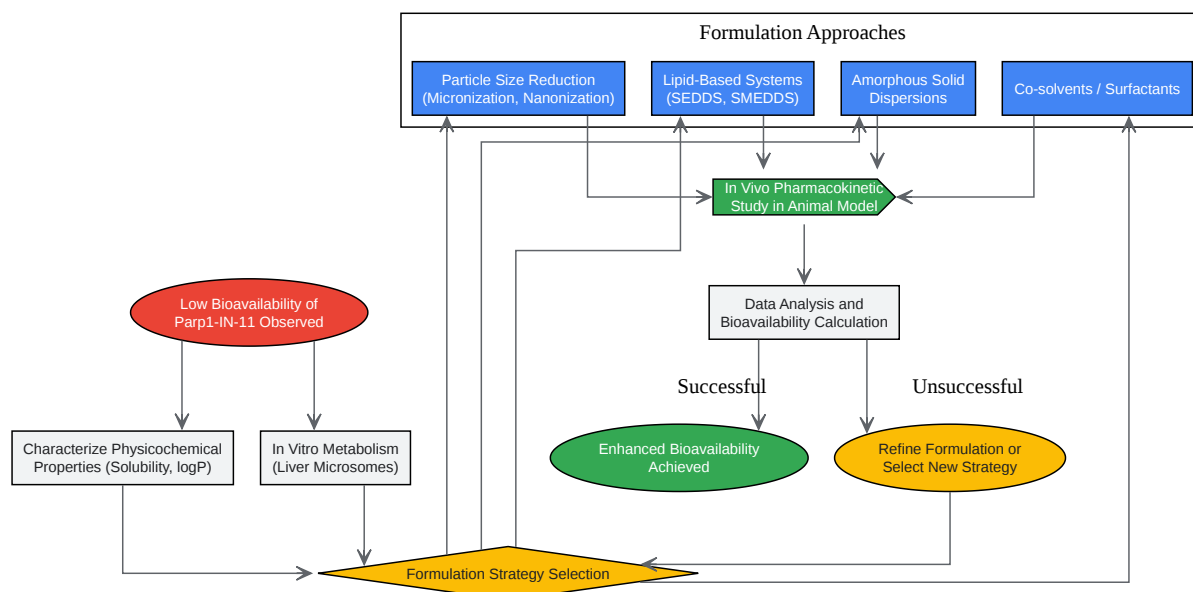 Formulation Approaches
Particle Size Reduction
(Micronization, Nanonization)
Lipid-Based Systems
(SEDDS, SMEDDS)
Amorphous Solid
Dispersions
Co-solvents / Surfactants
In Vivo Pharmacokinetic
Study in Animal Model
Low Bioavailability of
Parp1-IN-11 Observed
Data Analysis and
Bioavailability Calculation
Successful
Unsuccessful
Characterize Physicochemical
Properties (Solubility, logP)
In Vitro Metabolism
(Liver Microsomes)
Enhanced Bioavailability
Achieved
Refine Formulation or
Select New Strategy
Formulation Strategy Selection